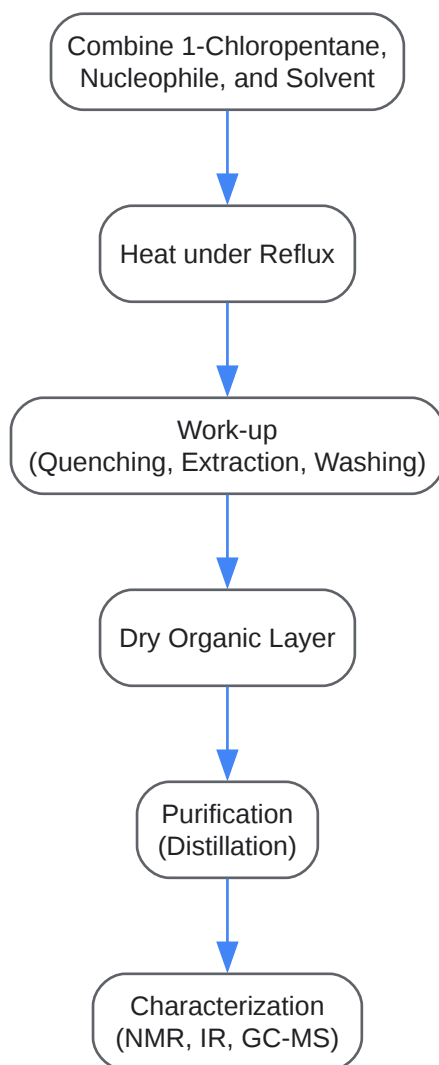 Combine 1-Chloropentane,
Nucleophile, and Solvent
Heat under Reflux
Work-up
(Quenching, Extraction, Washing)
Dry Organic Layer
Purification
(Distillation)
Characterization
(NMR, IR, GC-MS)